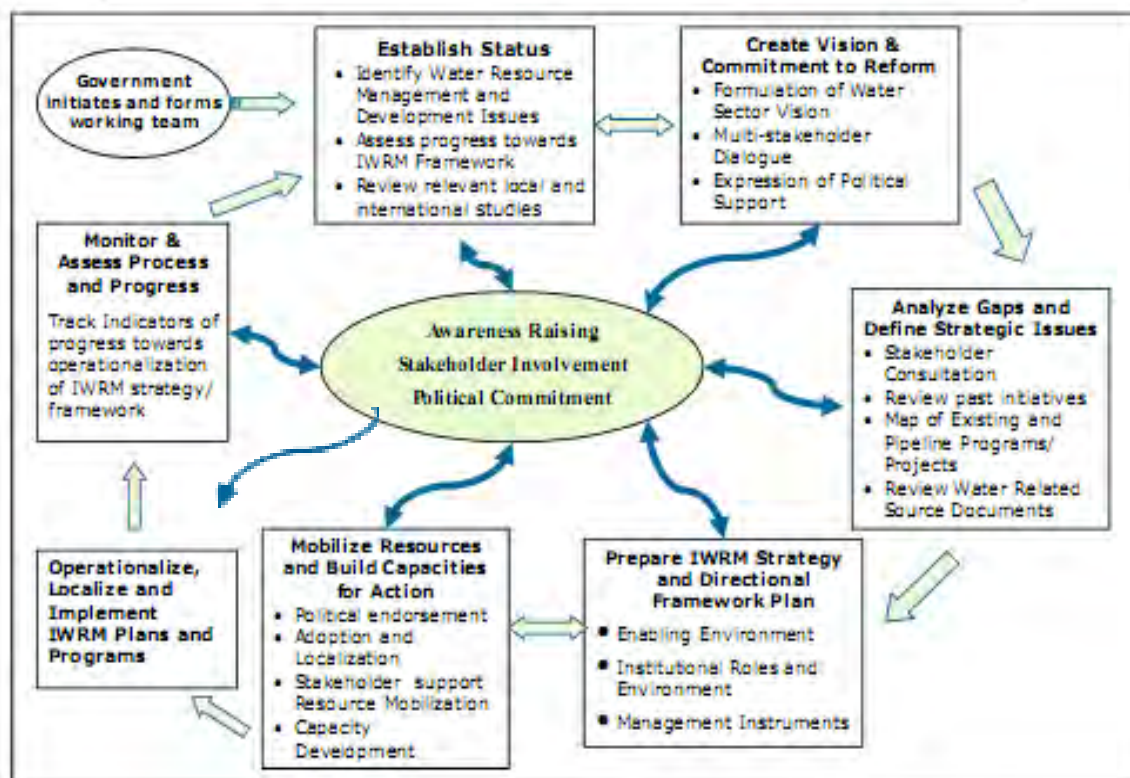 Government
initiates and forms
working team
Establish Status
• Identify Water Resource
Management and
Development Issues
• Assess progress towards
IWRM Framework
• Review relevant local and
international studies
Create Vision &
Commitment to Reform
• Formulation of Water
Sector Vision
• Multi-stakeholder
Dialogue
• Expression of Political
Support
Analyze Gaps and
Define Strategic Issues
• Stakeholder
Consultation
• Review past initiatives
• Map of Existing and
Pipeline Programs/
Projects
• Review Water Related
Source Documents
Prepare IWRM Strategy
and Directional
Framework Plan
• Enabling Environment
• Institutional Roles and
Environment
• Management Instruments
Mobilize Resources
and Build Capacities
for Action
• Political endorsement
• Adoption and
Localization
• Stakeholder support
Resource Mobilization
• Capacity
Development
Operationalize,
Localize and
Implement
IWRM Plans and
Programs
Monitor &
Assess Process
and Progress
Track Indicators of
progress towards
operationalization
of IWRM strategy/
framework
Awareness Raising
Stakeholder Involvement
Political Commitment